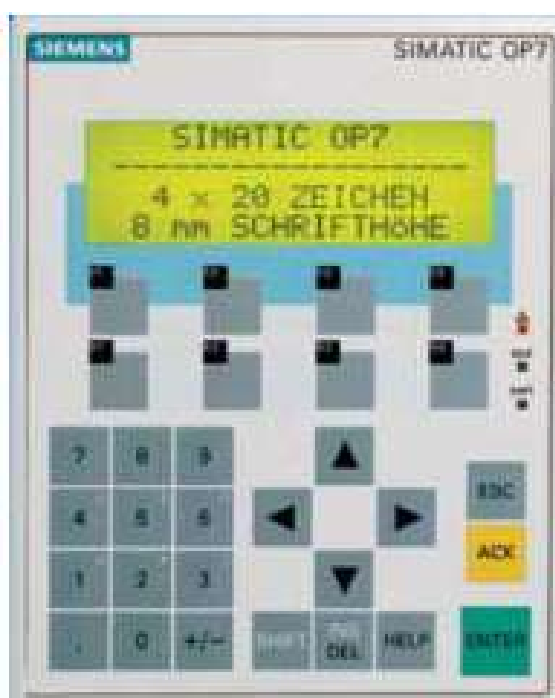 SIEMENS
SIMATIC OP7
SIMATIC OP7
4 x 20 ZEICHEN
8 mm SCHRIFTHöHE
7 8 9
4 5 6
ESC
ACK
1 2 3
. 0 +/-
DEL HELP ENTER